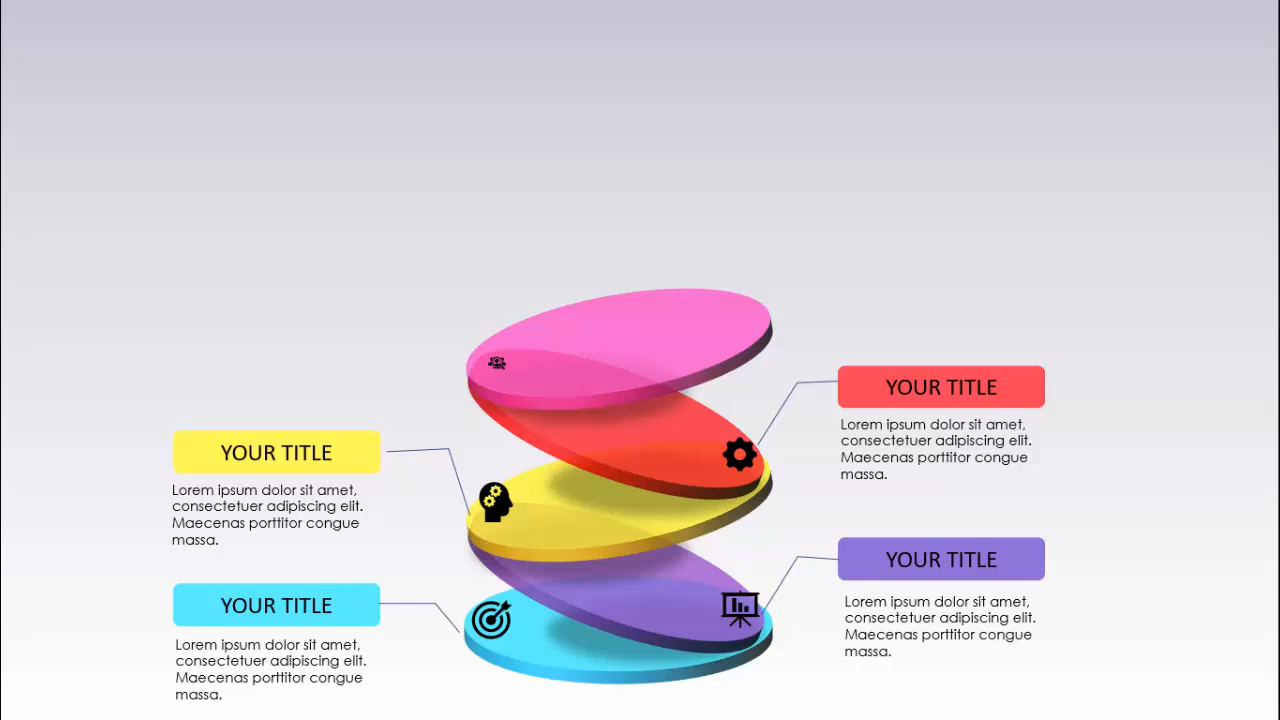 YOUR TITLE
Lorem ipsum dolor sit amet,
consectetuer adipiscing elit.
Maecenas porttitor congue
massa.
YOUR TITLE
Lorem ipsum dolor sit amet,
consectetuer adipiscing elit.
Maecenas porttitor congue
massa.
YOUR TITLE
Lorem ipsum dolor sit amet,
consectetuer adipiscing elit.
Maecenas porttitor congue
massa.
YOUR TITLE
Lorem ipsum dolor sit amet,
consectetuer adipiscing elit.
Maecenas porttitor congue
massa.